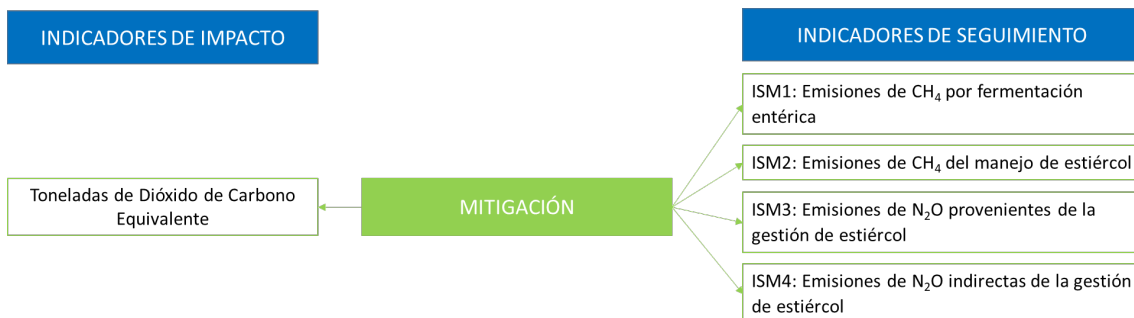 INDICADORES DE IMPACTO
INDICADORES DE SEGUIMIENTO
ISM1: Emisiones de CH₄ por fermentación
entérica
ISM2: Emisiones de CH₄ del manejo de estiércol
Toneladas de Dióxido de Carbono
Equivalente
MITIGACIÓN
ISM3: Emisiones de N₂O provenientes de la
gestión de estiércol
ISM4: Emisiones de N₂O indirectas de la gestión
de estiércol